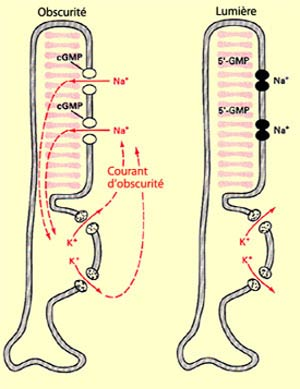 Obscurité
cGMP
Na⁺
cGMP
Na⁺
Courant
d'obscurité
K⁺
K⁺
Lumière
5'-GMP
Na⁺
5'-GMP
Na⁺
K⁺
K⁺